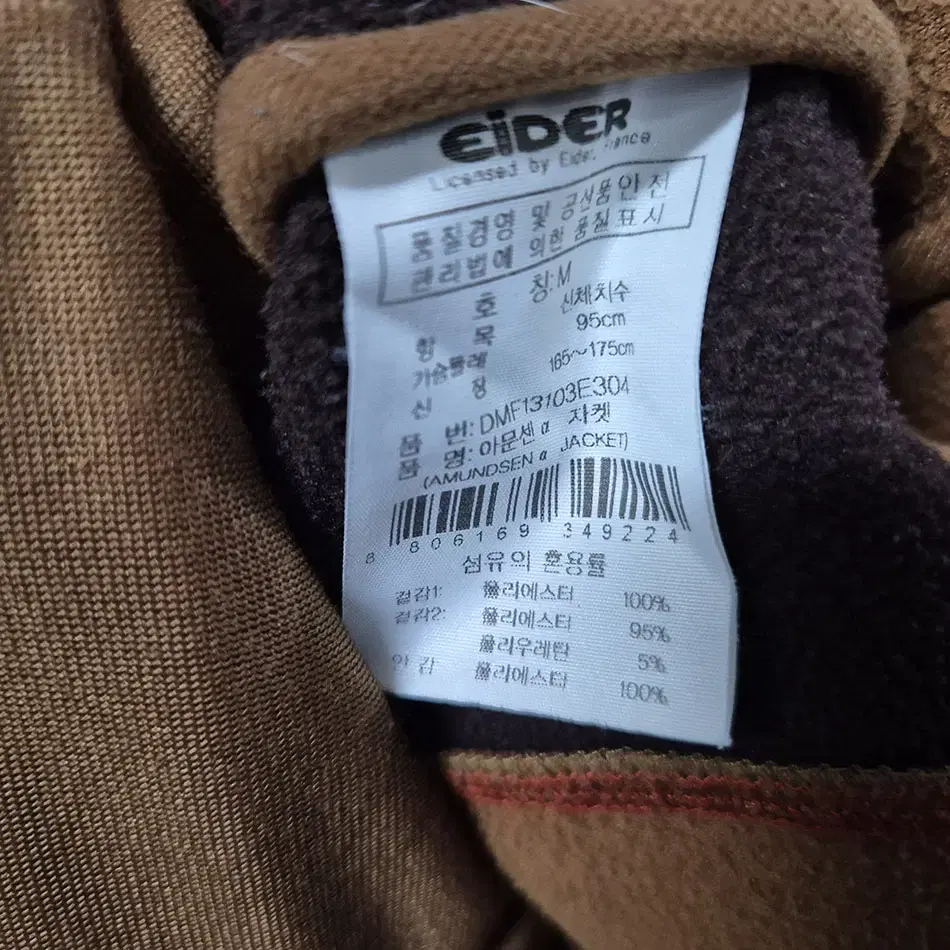 EiDER
Licensed by Eider, France
품질경영 및 공산품안전
관리법에 의한 품질표시
호 칭: M
항 목 신체치수
가슴둘레 95cm
신 장 165~175cm
품 번: DMF13103E304
품 명: 아문센 α 자켓
(AMUNDSEN α JACKET)
8 806169 349224
섬유의 혼용률
겉감1: 폴리에스터 100%
겉감2: 폴리에스터 95%
폴리우레탄 5%
안 감 폴리에스터 100%